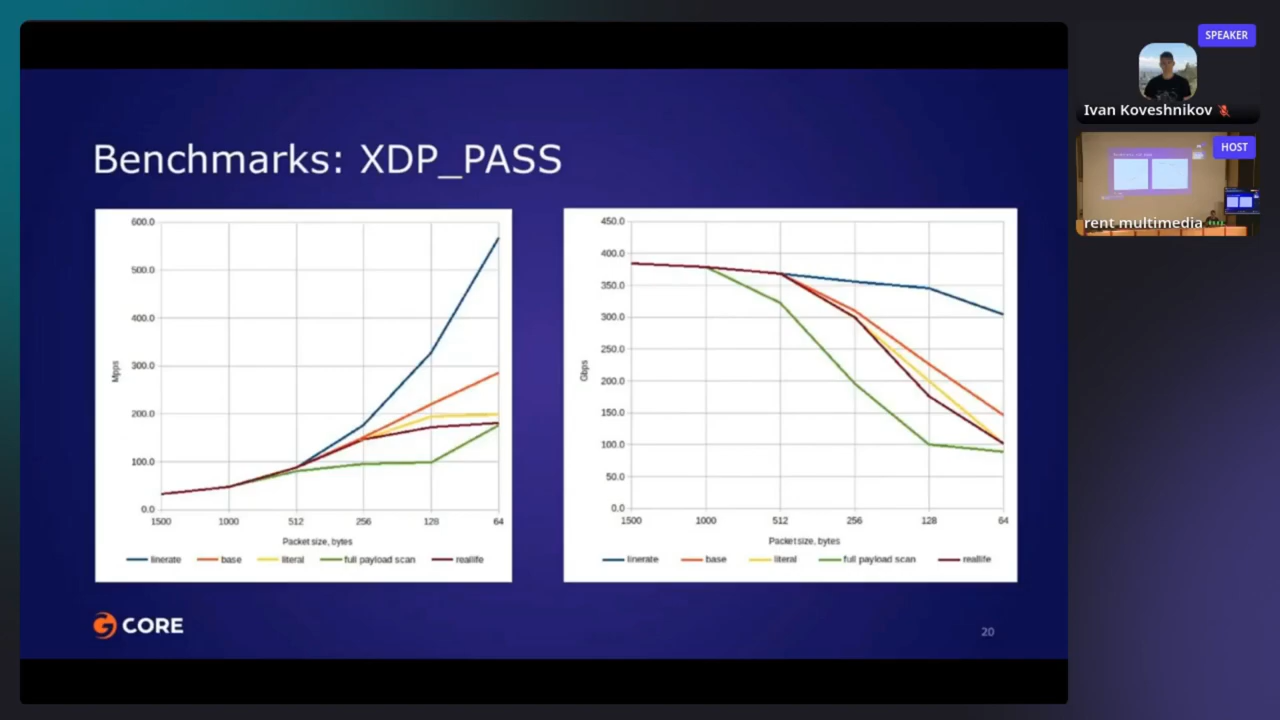 SPEAKER
Ivan Koveshnikov
HOST
rent multimedia
Benchmarks: XDP_PASS
600.0
500.0
400.0
300.0
200.0
100.0
0.0
Mpps
1500 1000 512 256 128 64
Packet size, bytes
linerate base literal full payload scan reallife
450.0
400.0
350.0
300.0
250.0
200.0
150.0
100.0
50.0
0.0
Gbps
1500 1000 512 256 128 64
Packet size, bytes
linerate base literal full payload scan reallife
G CORE
20